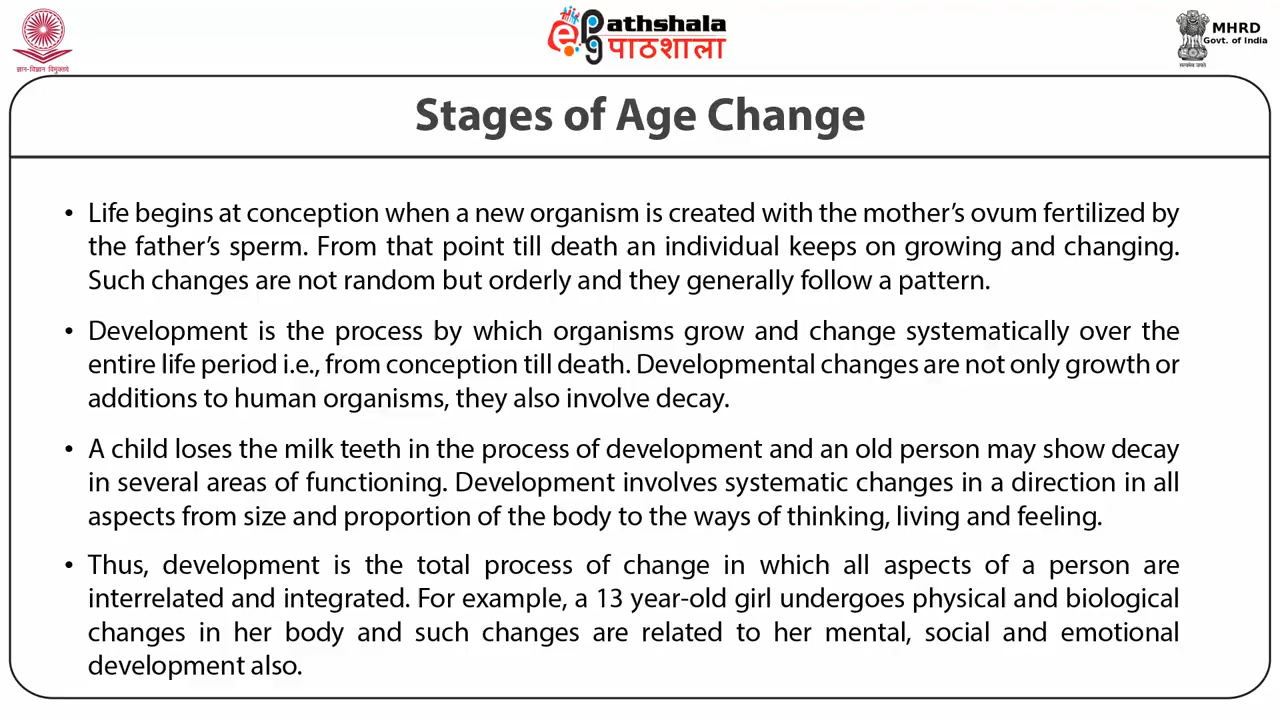 ज्ञान-विज्ञान विमुक्तये
ePathshala
पाठशाला
MHRD
Govt. of India
सत्यमेव जयते
Stages of Age Change
• Life begins at conception when a new organism is created with the mother’s ovum fertilized by
the father’s sperm. From that point till death an individual keeps on growing and changing.
Such changes are not random but orderly and they generally follow a pattern.
• Development is the process by which organisms grow and change systematically over the
entire life period i.e., from conception till death. Developmental changes are not only growth or
additions to human organisms, they also involve decay.
• A child loses the milk teeth in the process of development and an old person may show decay
in several areas of functioning. Development involves systematic changes in a direction in all
aspects from size and proportion of the body to the ways of thinking, living and feeling.
• Thus, development is the total process of change in which all aspects of a person are
interrelated and integrated. For example, a 13 year-old girl undergoes physical and biological
changes in her body and such changes are related to her mental, social and emotional
development also.